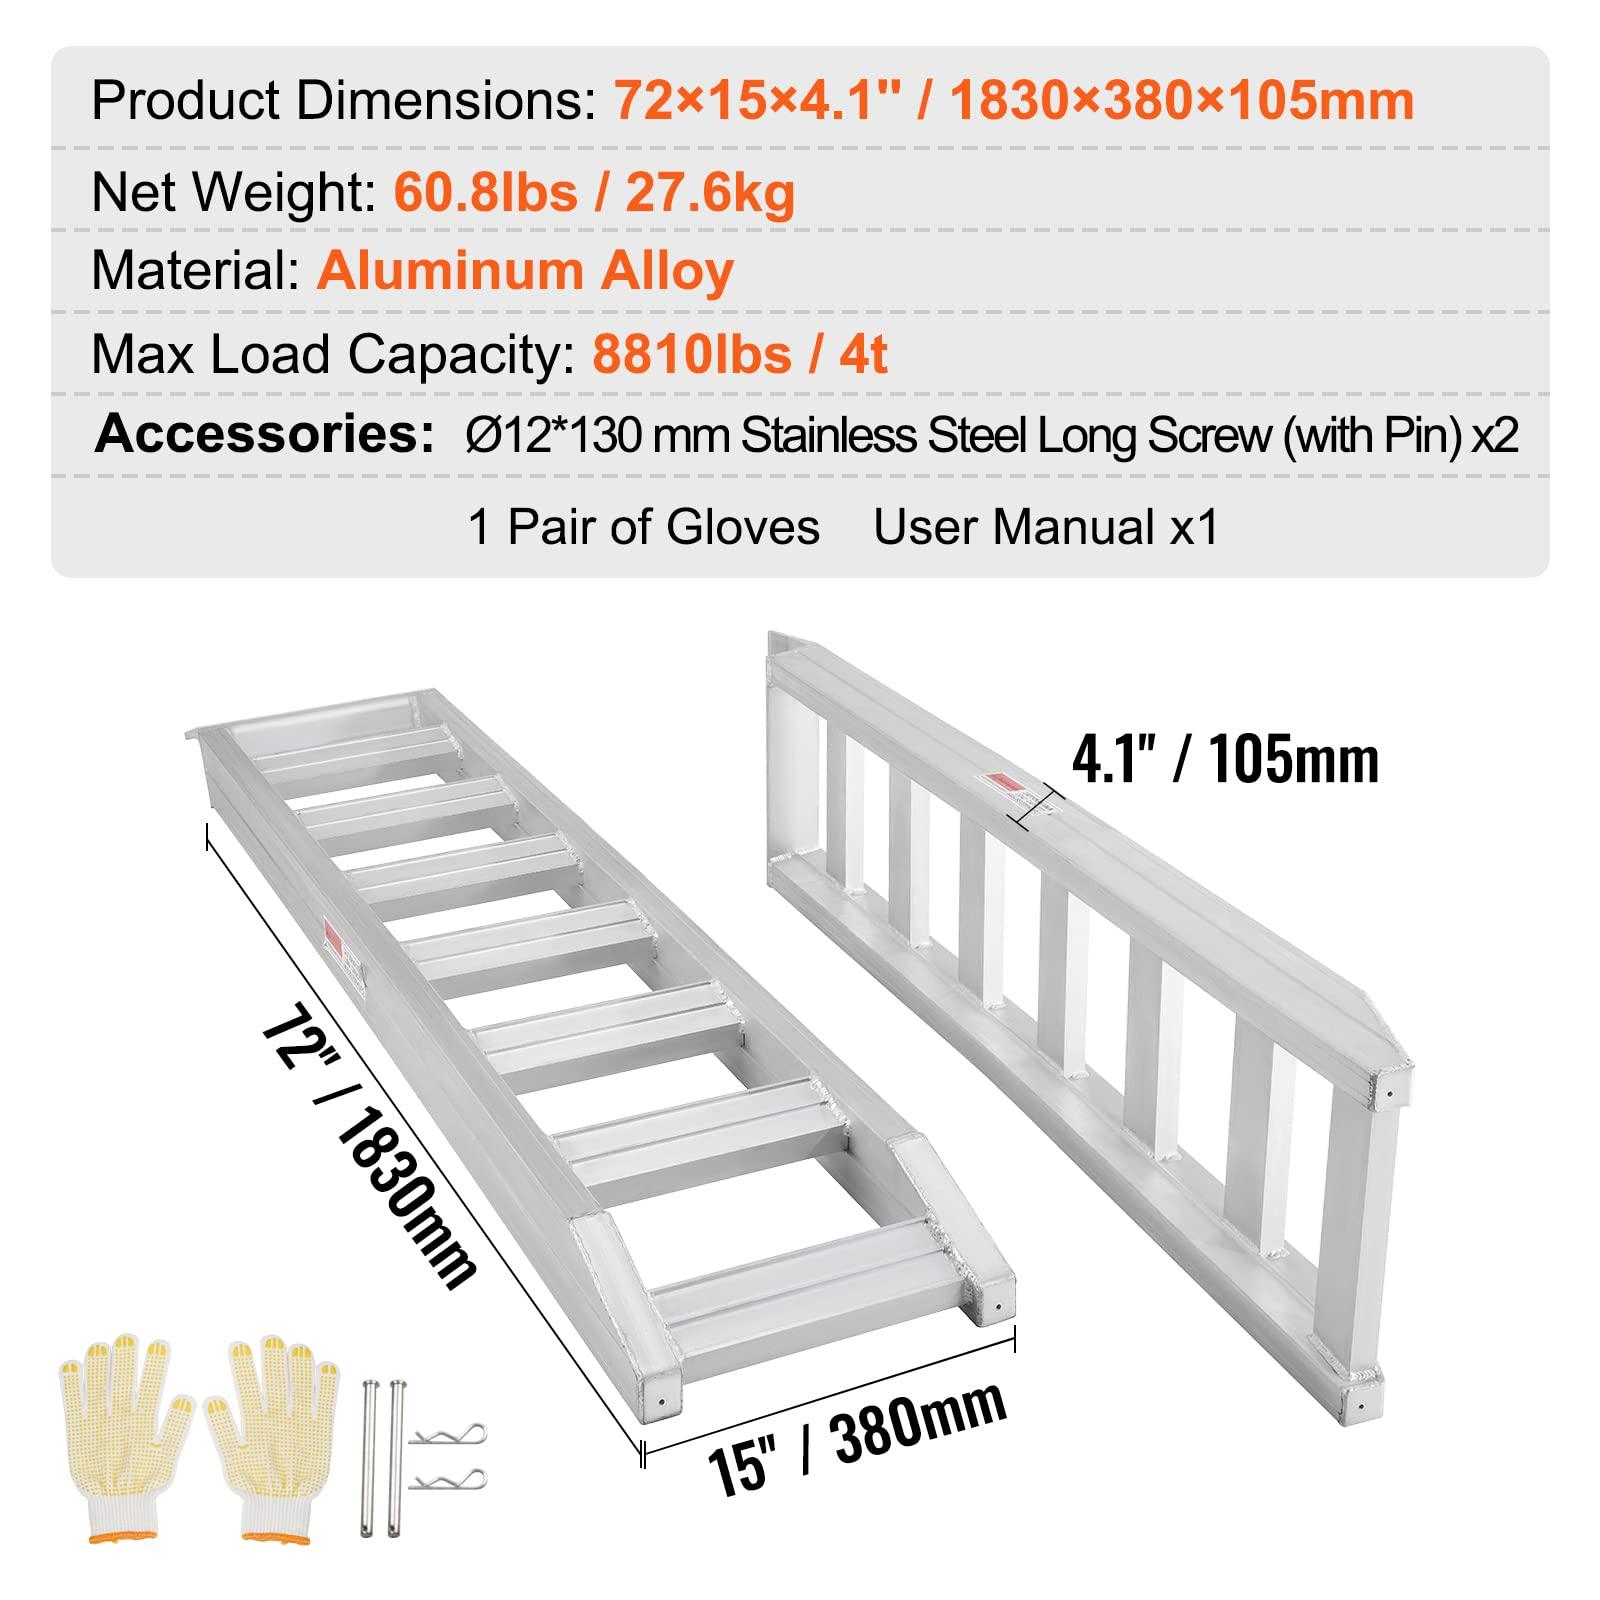 Product Dimensions: 72×15×4.1" / 1830×380×105mm
Net Weight: 60.8lbs / 27.6kg
Material: Aluminum Alloy
Max Load Capacity: 8810lbs / 4t
Accessories: Ø12*130 mm Stainless Steel Long Screw (with Pin) x2
1 Pair of Gloves User Manual x1
4.1" / 105mm
72" / 1830mm
15" / 380mm